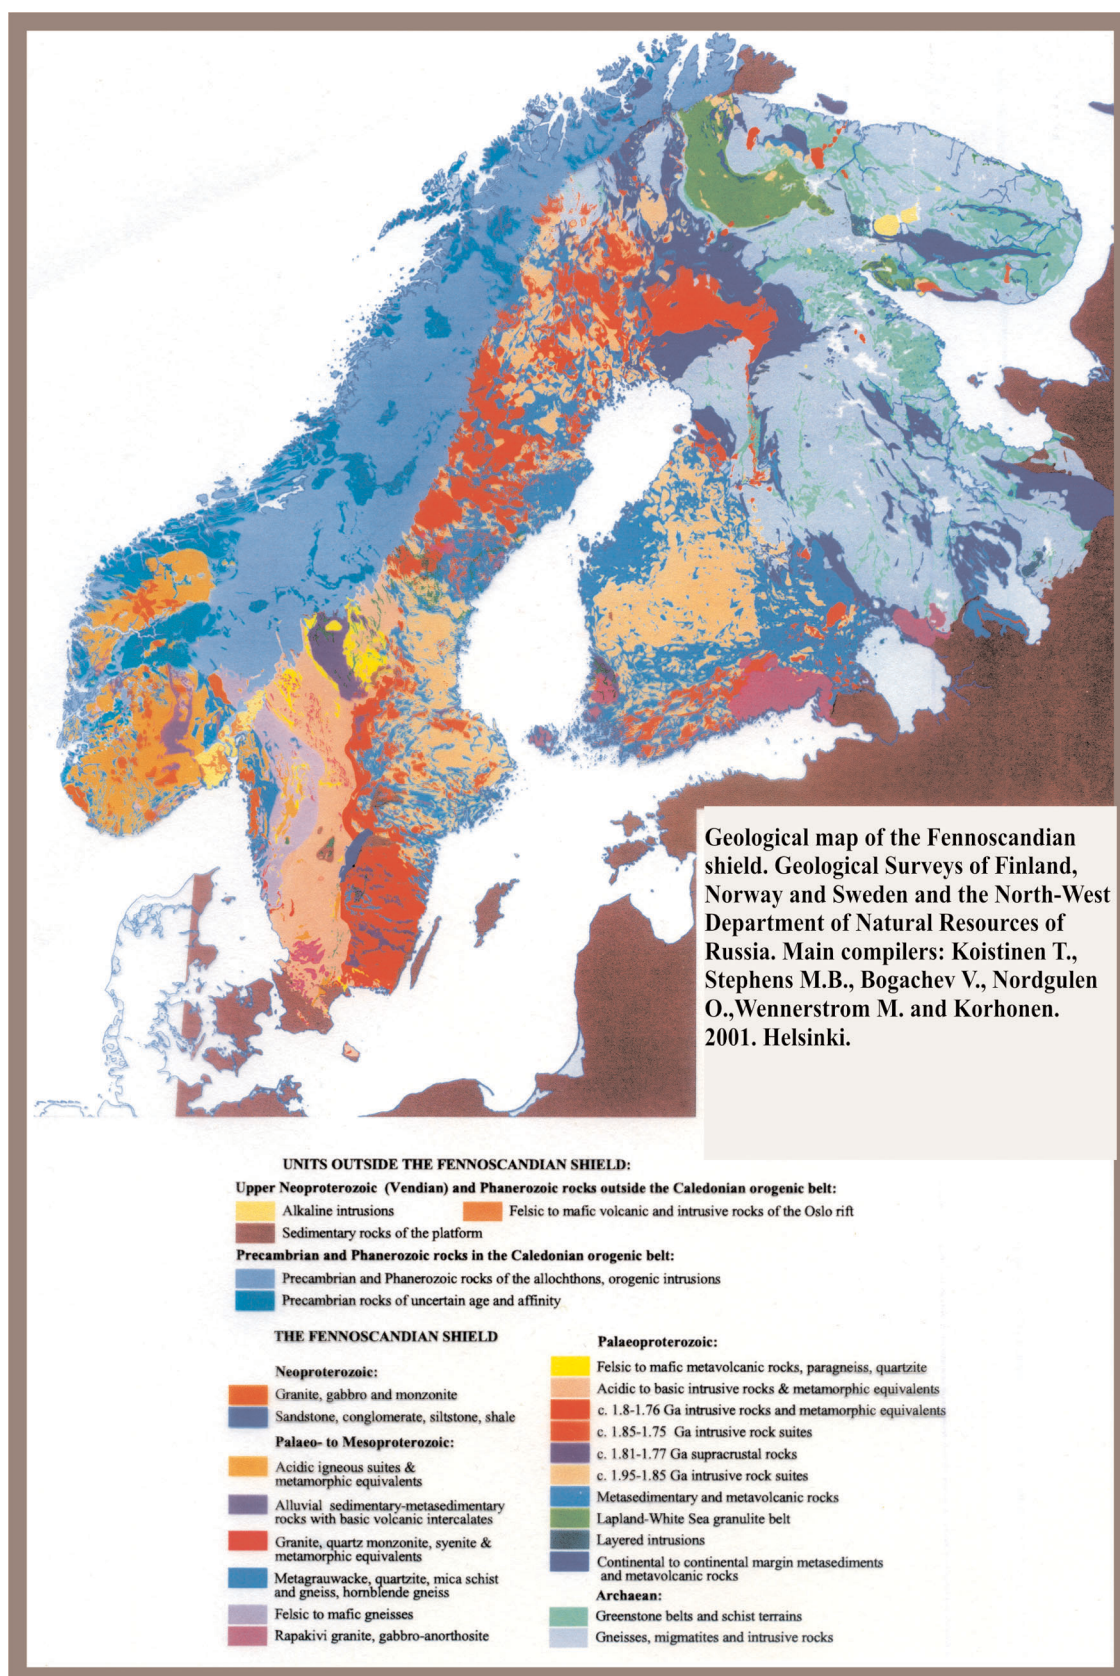 Geological map of the Fennoscandian
shield. Geological Surveys of Finland,
Norway and Sweden and the North-West
Department of Natural Resources of
Russia. Main compilers: Koistinen T.,
Stephens M.B., Bogachev V., Nordgulen
O.,Wennerstrom M. and Korhonen.
2001. Helsinki.
UNITS OUTSIDE THE FENNOSCANDIAN SHIELD:
Upper Neoproterozoic (Vendian) and Phanerozoic rocks outside the Caledonian orogenic belt:
Alkaline intrusions
Felsic to mafic volcanic and intrusive rocks of the Oslo rift
Sedimentary rocks of the platform
Precambrian and Phanerozoic rocks in the Caledonian orogenic belt:
Precambrian and Phanerozoic rocks of the allochthons, orogenic intrusions
Precambrian rocks of uncertain age and affinity
THE FENNOSCANDIAN SHIELD
Neoproterozoic:
Granite, gabbro and monzonite
Sandstone, conglomerate, siltstone, shale
Palaeo- to Mesoproterozoic:
Acidic igneous suites &
metamorphic equivalents
Alluvial sedimentary-metasedimentary
rocks with basic volcanic intercalates
Granite, quartz monzonite, syenite &
metamorphic equivalents
Metagrauwacke, quartzite, mica schist
and gneiss, hornblende gneiss
Felsic to mafic gneisses
Rapakivi granite, gabbro-anorthosite
Palaeoproterozoic:
Felsic to mafic metavolcanic rocks, paragneiss, quartzite
Acidic to basic intrusive rocks & metamorphic equivalents
c. 1.8-1.76 Ga intrusive rocks and metamorphic equivalents
c. 1.85-1.75 Ga intrusive rock suites
c. 1.81-1.77 Ga supracrustal rocks
c. 1.95-1.85 Ga intrusive rock suites
Metasedimentary and metavolcanic rocks
Lapland-White Sea granulite belt
Layered intrusions
Continental to continental margin metasediments
and metavolcanic rocks
Archaean:
Greenstone belts and schist terrains
Gneisses, migmatites and intrusive rocks